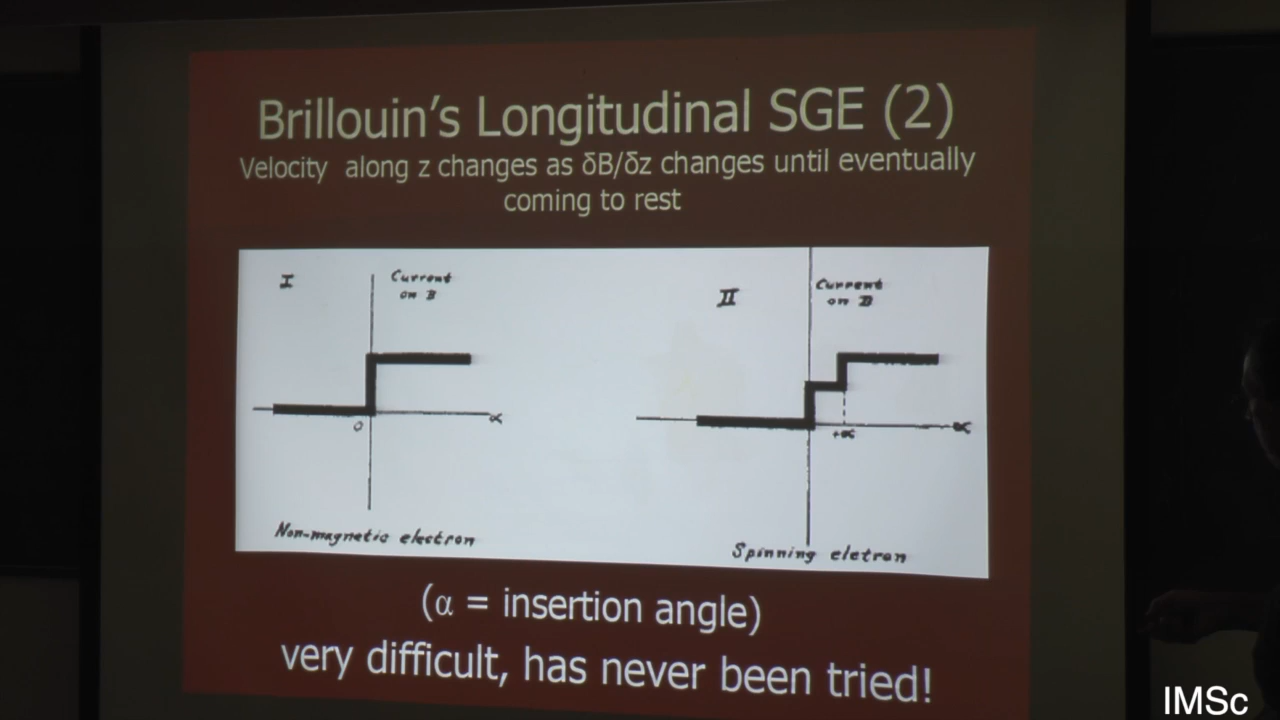 Brillouin's Longitudinal SGE (2)
Velocity along z changes as δB/δz changes until eventually
coming to rest
I
Current
on B
II
Current
on D
α
0
α
+α
Non-magnetic electron
Spinning eletron
(α = insertion angle)
very difficult, has never been tried!
IMSc